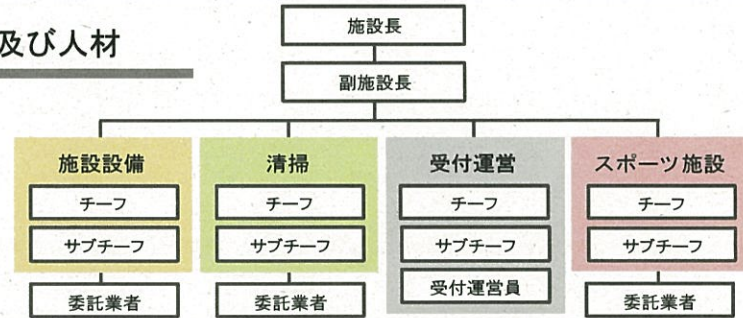 及び人材
施設長
副施設長
施設設備
チーフ
サブチーフ
委託業者
清掃
チーフ
サブチーフ
委託業者
受付運営
チーフ
サブチーフ
受付運営員
スポーツ施設
チーフ
サブチーフ
委託業者